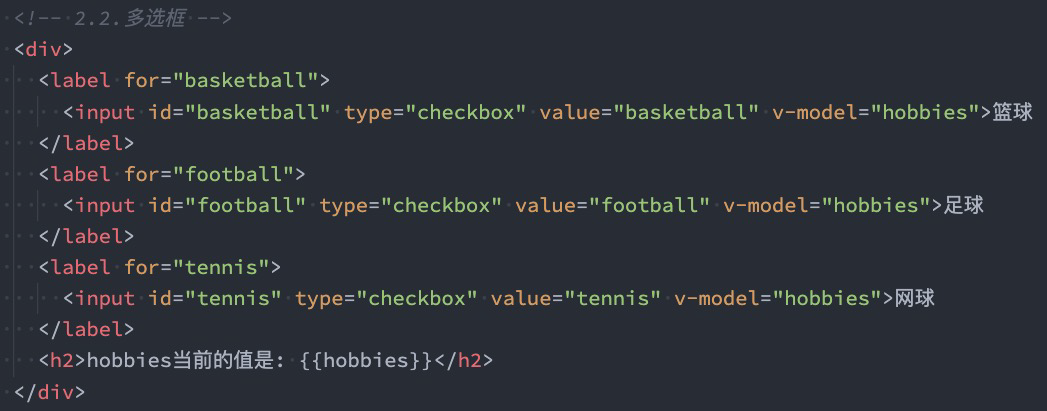 <!-- 2.2.多选框 -->
<div>
  <label for="basketball">
    <input id="basketball" type="checkbox" value="basketball" v-model="hobbies">篮球
  </label>
  <label for="football">
    <input id="football" type="checkbox" value="football" v-model="hobbies">足球
  </label>
  <label for="tennis">
    <input id="tennis" type="checkbox" value="tennis" v-model="hobbies">网球
  </label>
  <h2>hobbies当前的值是: {{hobbies}}</h2>
</div>